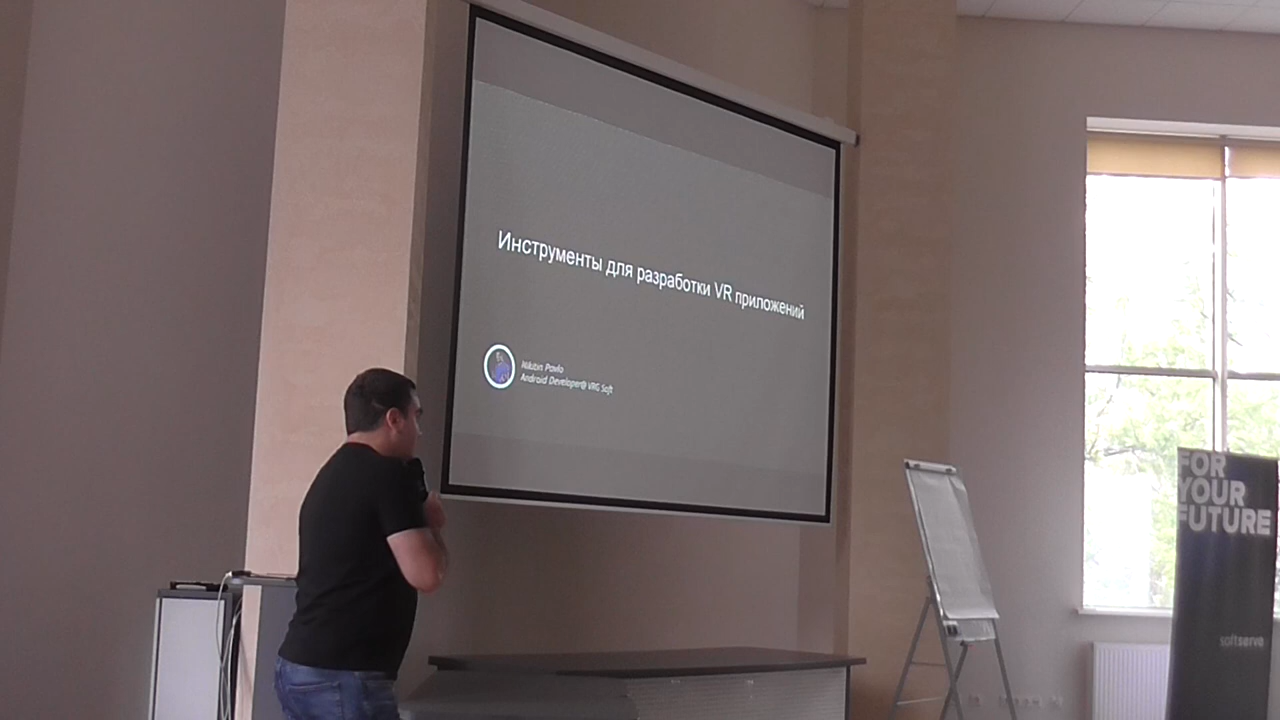 Инструменты для разработки VR приложений
Nikitin Pavlo
Android Developer@ VRG Soft
FOR
YOUR
FUTURE
softserve